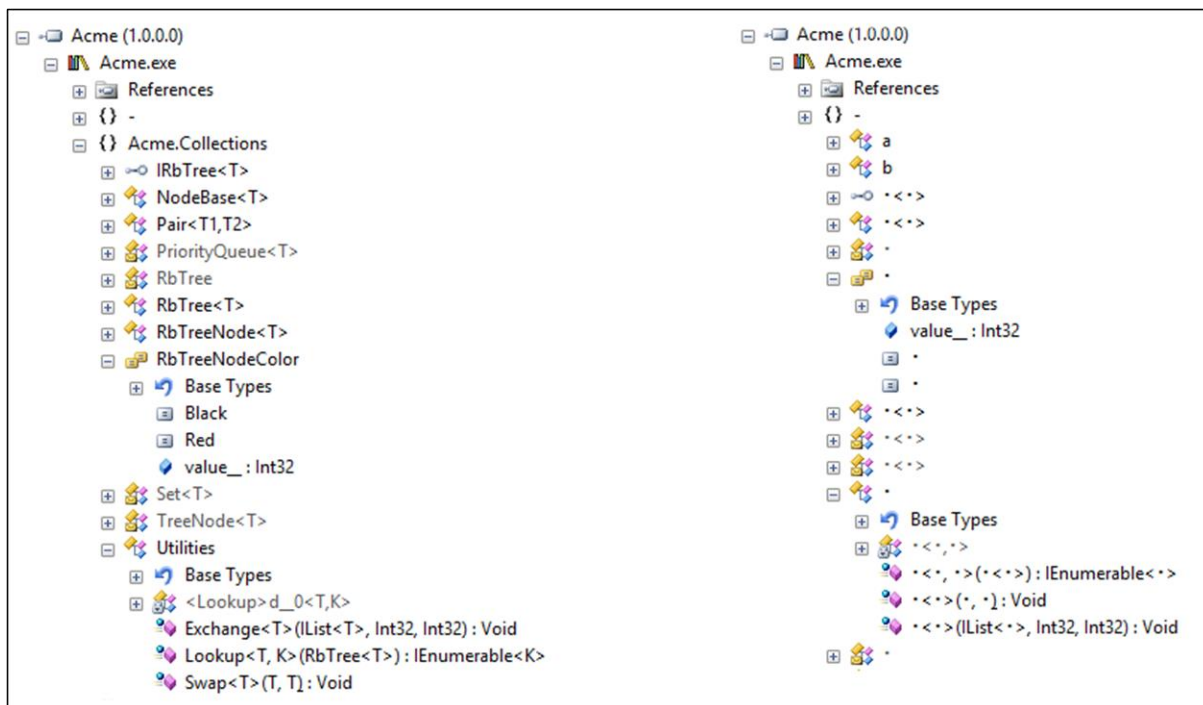 Acme (1.0.0.0)
Acme.exe
References
{} -
{} Acme.Collections
IRbTree<T>
NodeBase<T>
Pair<T1,T2>
PriorityQueue<T>
RbTree
RbTree<T>
RbTreeNode<T>
RbTreeNodeColor
Base Types
Black
Red
value__ : Int32
Set<T>
TreeNode<T>
Utilities
Base Types
<Lookup>d__0<T,K>
Exchange<T>(IList<T>, Int32, Int32) : Void
Lookup<T, K>(RbTree<T>) : IEnumerable<K>
Swap<T>(T, T) : Void
Acme (1.0.0.0)
Acme.exe
References
{} -
a
b
·<·>
·<·>
·
·
Base Types
value__ : Int32
·
·
·<·>
·<·>
·<·>
·
Base Types
·<·,·>
·<·, ·>(·<·>) : IEnumerable<·>
·<·>(·, ·) : Void
·<·>(IList<·>, Int32, Int32) : Void
·